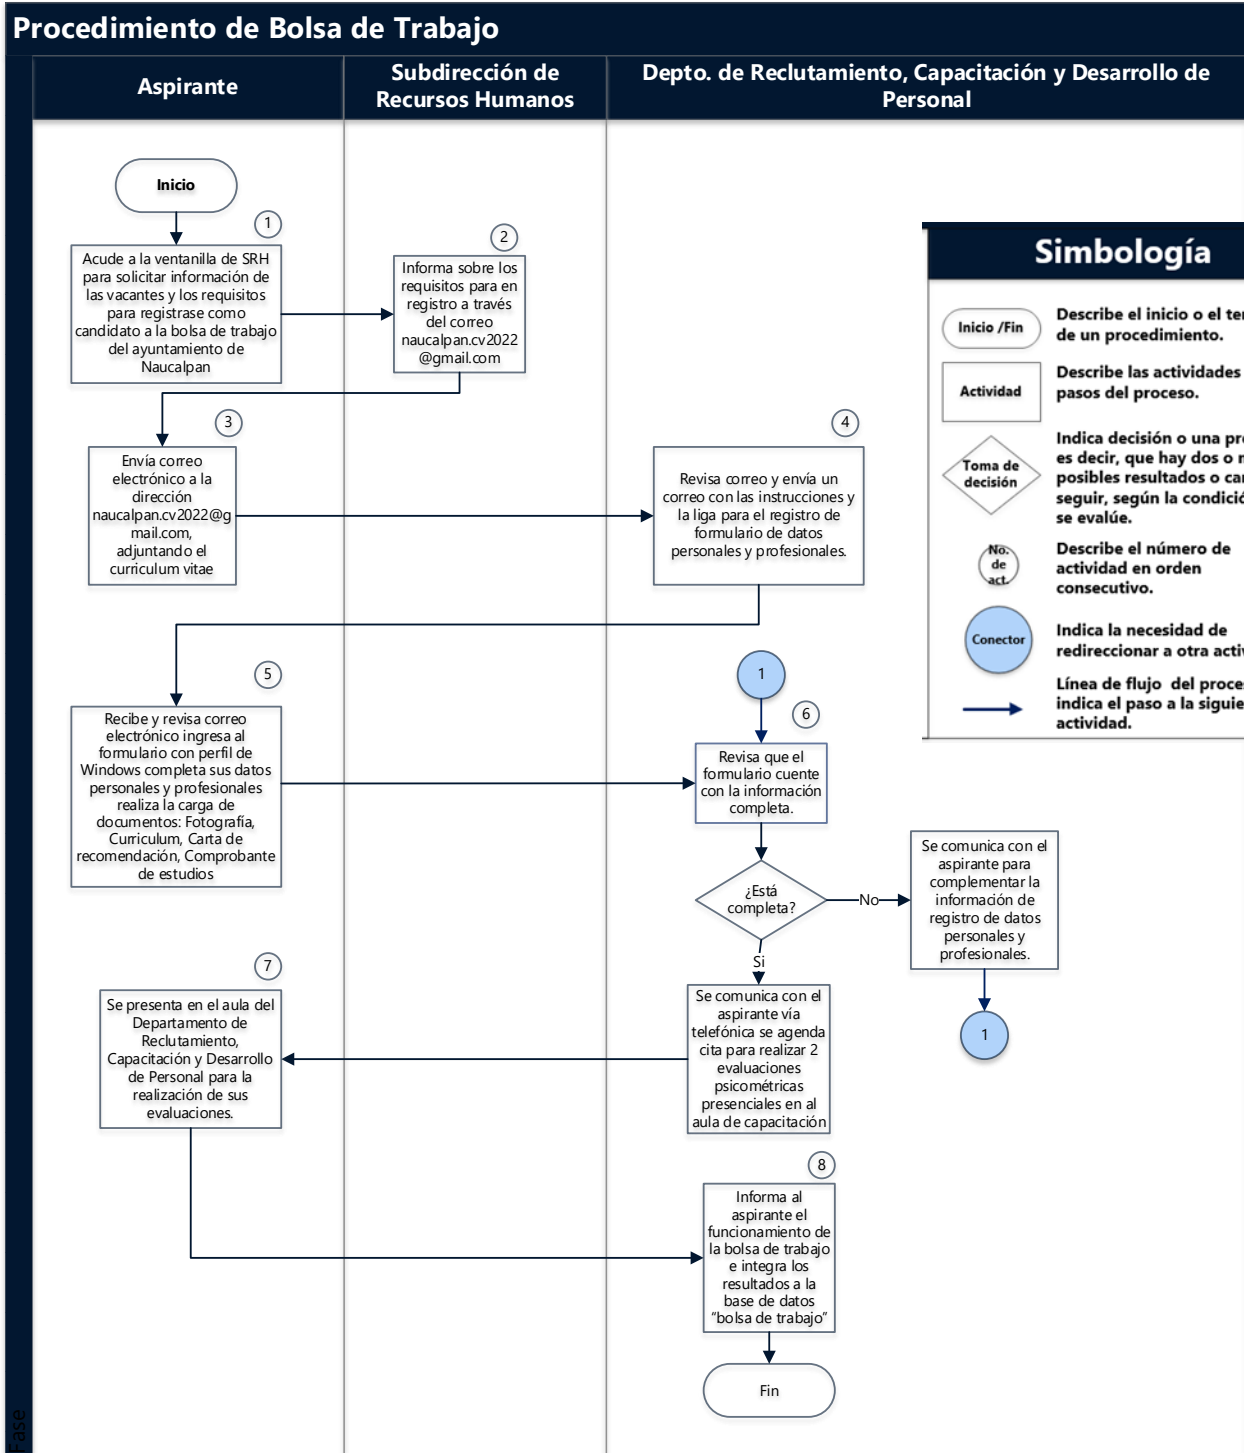 Procedimiento de Bolsa de Trabajo
Aspirante
Subdirección de
Recursos Humanos
Depto. de Reclutamiento, Capacitación y Desarrollo de
Personal
Inicio
1
Acude a la ventanilla de SRH
para solicitar información de
las vacantes y los requisitos
para registrase como
candidato a la bolsa de trabajo
del ayuntamiento de
Naucalpan
2
Informa sobre los
requisitos para en
registro a través
del correo
naucalpan.cv2022
@gmail.com
3
Envía correo
electrónico a la
dirección
naucalpan.cv2022@g
mail.com,
adjuntando el
curriculum vitae
4
Revisa correo y envía un
correo con las instrucciones y
la liga para el registro de
formulario de datos
personales y profesionales.
5
Recibe y revisa correo
electrónico ingresa al
formulario con perfil de
Windows completa sus datos
personales y profesionales
realiza la carga de
documentos: Fotografía,
Curriculum, Carta de
recomendación, Comprobante
de estudios
1
6
Revisa que el
formulario cuente
con la información
completa.
¿Está
completa?
No
Se comunica con el
aspirante para
complementar la
información de
registro de datos
personales y
profesionales.
1
Si
Se comunica con el
aspirante vía
telefónica se agenda
cita para realizar 2
evaluaciones
psicométricas
presenciales en al
aula de capacitación
7
Se presenta en el aula del
Departamento de
Reclutamiento,
Capacitación y Desarrollo
de Personal para la
realización de sus
evaluaciones.
8
Informa al
aspirante el
funcionamiento de
la bolsa de trabajo
e integra los
resultados a la
base de datos
“bolsa de trabajo”
Fin
Fase
Simbología
Inicio /Fin
Describe el inicio o el ter
de un procedimiento.
Actividad
Describe las actividades
pasos del proceso.
Toma de
decisión
Indica decisión o una pr
es decir, que hay dos o
posibles resultados o ca
seguir, según la condició
se evalúe.
No.
de
act.
Describe el número de
actividad en orden
consecutivo.
Conector
Indica la necesidad de
redireccionar a otra activ
Línea de flujo del proce
indica el paso a la siguie
actividad.